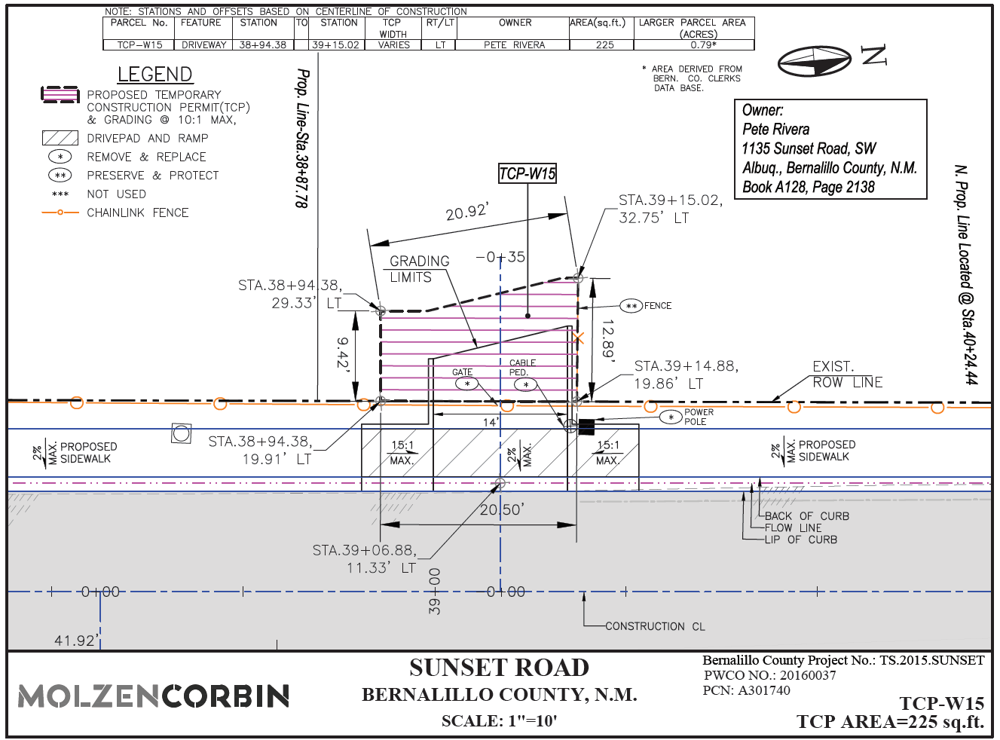 NOTE: STATIONS AND OFFSETS BASED ON CENTERLINE OF CONSTRUCTION
PARCEL No. FEATURE STATION TO STATION TCP WIDTH RT/LT OWNER AREA(sq.ft.) LARGER PARCEL AREA (ACRES)
TCP-W15 DRIVEWAY 38+94.38 39+15.02 VARIES LT PETE RIVERA 225 0.79*
* AREA DERIVED FROM
BERN. CO. CLERKS
DATA BASE.
N
LEGEND
PROPOSED TEMPORARY
CONSTRUCTION PERMIT(TCP)
& GRADING @ 10:1 MAX,
DRIVEPAD AND RAMP
* REMOVE & REPLACE
** PRESERVE & PROTECT
*** NOT USED
CHAINLINK FENCE
Prop. Line-Sta.38+87.78
Owner:
Pete Rivera
1135 Sunset Road, SW
Albuq., Bernalillo County, N.M.
Book A128, Page 2138
N. Prop. Line Located @ Sta.40+24.44
TCP-W15
20.92'
STA.39+15.02,
32.75' LT
-0+35
GRADING
LIMITS
STA.38+94.38,
29.33' LT
** FENCE
9.42'
12.89'
GATE
*
CABLE
PED.
*
STA.39+14.88,
19.86' LT
EXIST.
ROW LINE
14'
* POWER
POLE
STA.38+94.38,
19.91' LT
2%
MAX.
PROPOSED
SIDEWALK
15:1
MAX.
2%
MAX.
15:1
MAX.
2%
MAX.
PROPOSED
SIDEWALK
20.50'
BACK OF CURB
FLOW LINE
LIP OF CURB
STA.39+06.88,
11.33' LT
0+00
39+00
0+00
CONSTRUCTION CL
41.92'
MOLZENCORBIN
SUNSET ROAD
BERNALILLO COUNTY, N.M.
SCALE: 1"=10'
Bernalillo County Project No.: TS.2015.SUNSET
PWCO NO.: 20160037
PCN: A301740
TCP-W15
TCP AREA=225 sq.ft.